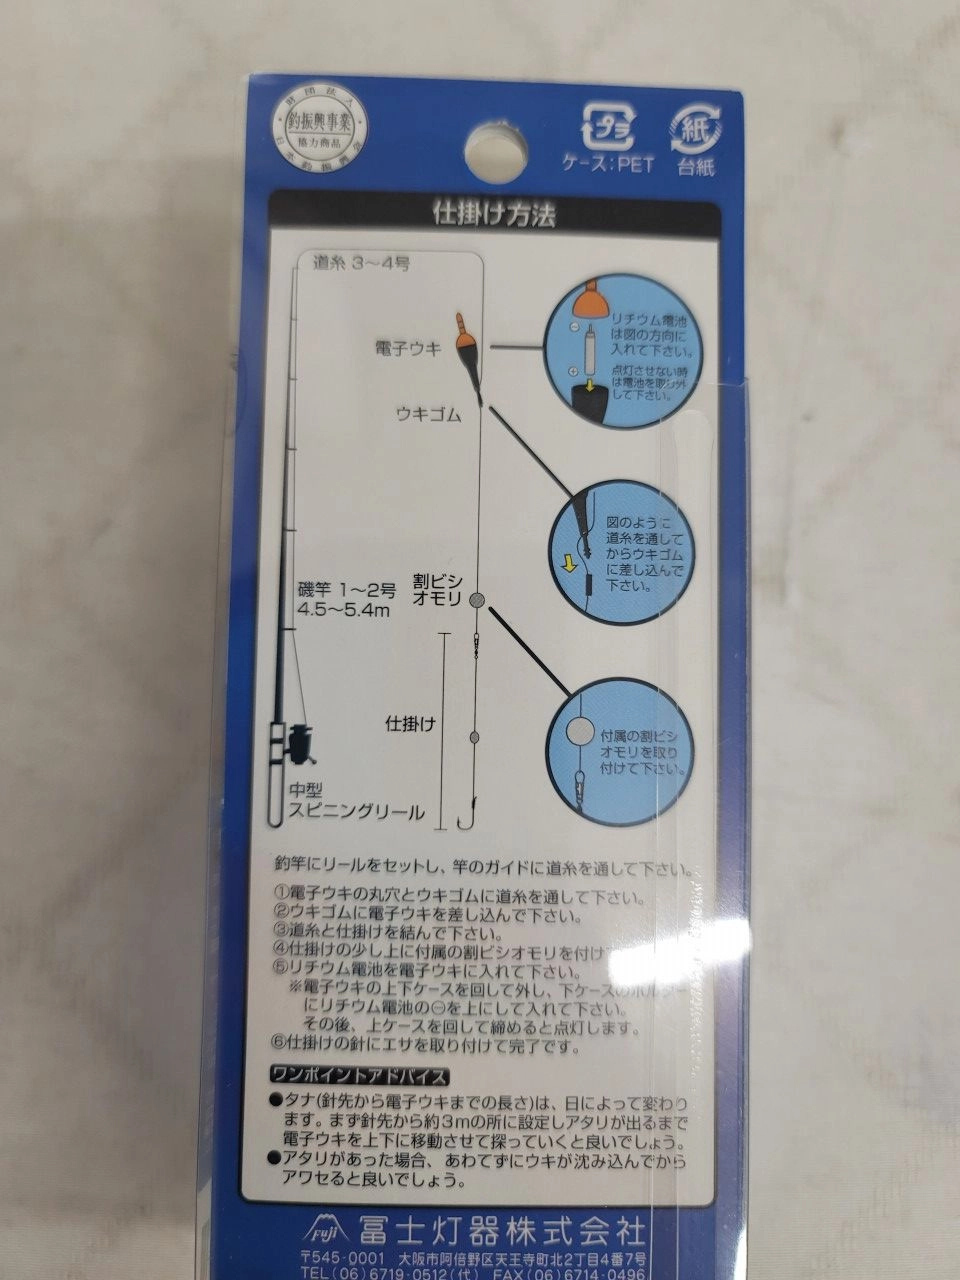 財団法人
釣振興事業
協力商品
日本釣振興会
プラ
ケース：PET
紙
台紙
仕掛け方法
道糸 3～4号
電子ウキ
ウキゴム
リチウム電池
は図の方向に
入れて下さい。
点灯させない時
は電池を取り外
して下さい。
図のように
道糸を通して
からウキゴム
に差し込んで
下さい。
磯竿 1～2号
4.5～5.4m
割ビシ
オモリ
仕掛け
付属の割ビシ
オモリを取り
付けて下さい。
中型
スピニングリール
釣竿にリールをセットし、竿のガイドに道糸を通して下さい。
①電子ウキの丸穴とウキゴムに道糸を通して下さい。
②ウキゴムに電子ウキを差し込んで下さい。
③道糸と仕掛けを結んで下さい。
④仕掛けの少し上に付属の割ビシオモリを付け
⑤リチウム電池を電子ウキに入れて下さい。
※電子ウキの上下ケースを回して外し、下ケースのホルダー
にリチウム電池の㊀を上にして入れて下さい。
その後、上ケースを回して締めると点灯します。
⑥仕掛けの針にエサを取り付けて完了です。
ワンポイントアドバイス
●タナ(針先から電子ウキまでの長さ)は、日によって変わり
ます。まず針先から約3mの所に設定しアタリが出るまで
電子ウキを上下に移動させて探っていくと良いでしょう。
●アタリがあった場合、あわてずにウキが沈み込んでから
アワセると良いでしょう。
Fuji 冨士灯器株式会社
〒545-0001 大阪市阿倍野区天王寺町北2丁目4番7号
TEL(06)6719-0512(代) FAX(06)6714-0496